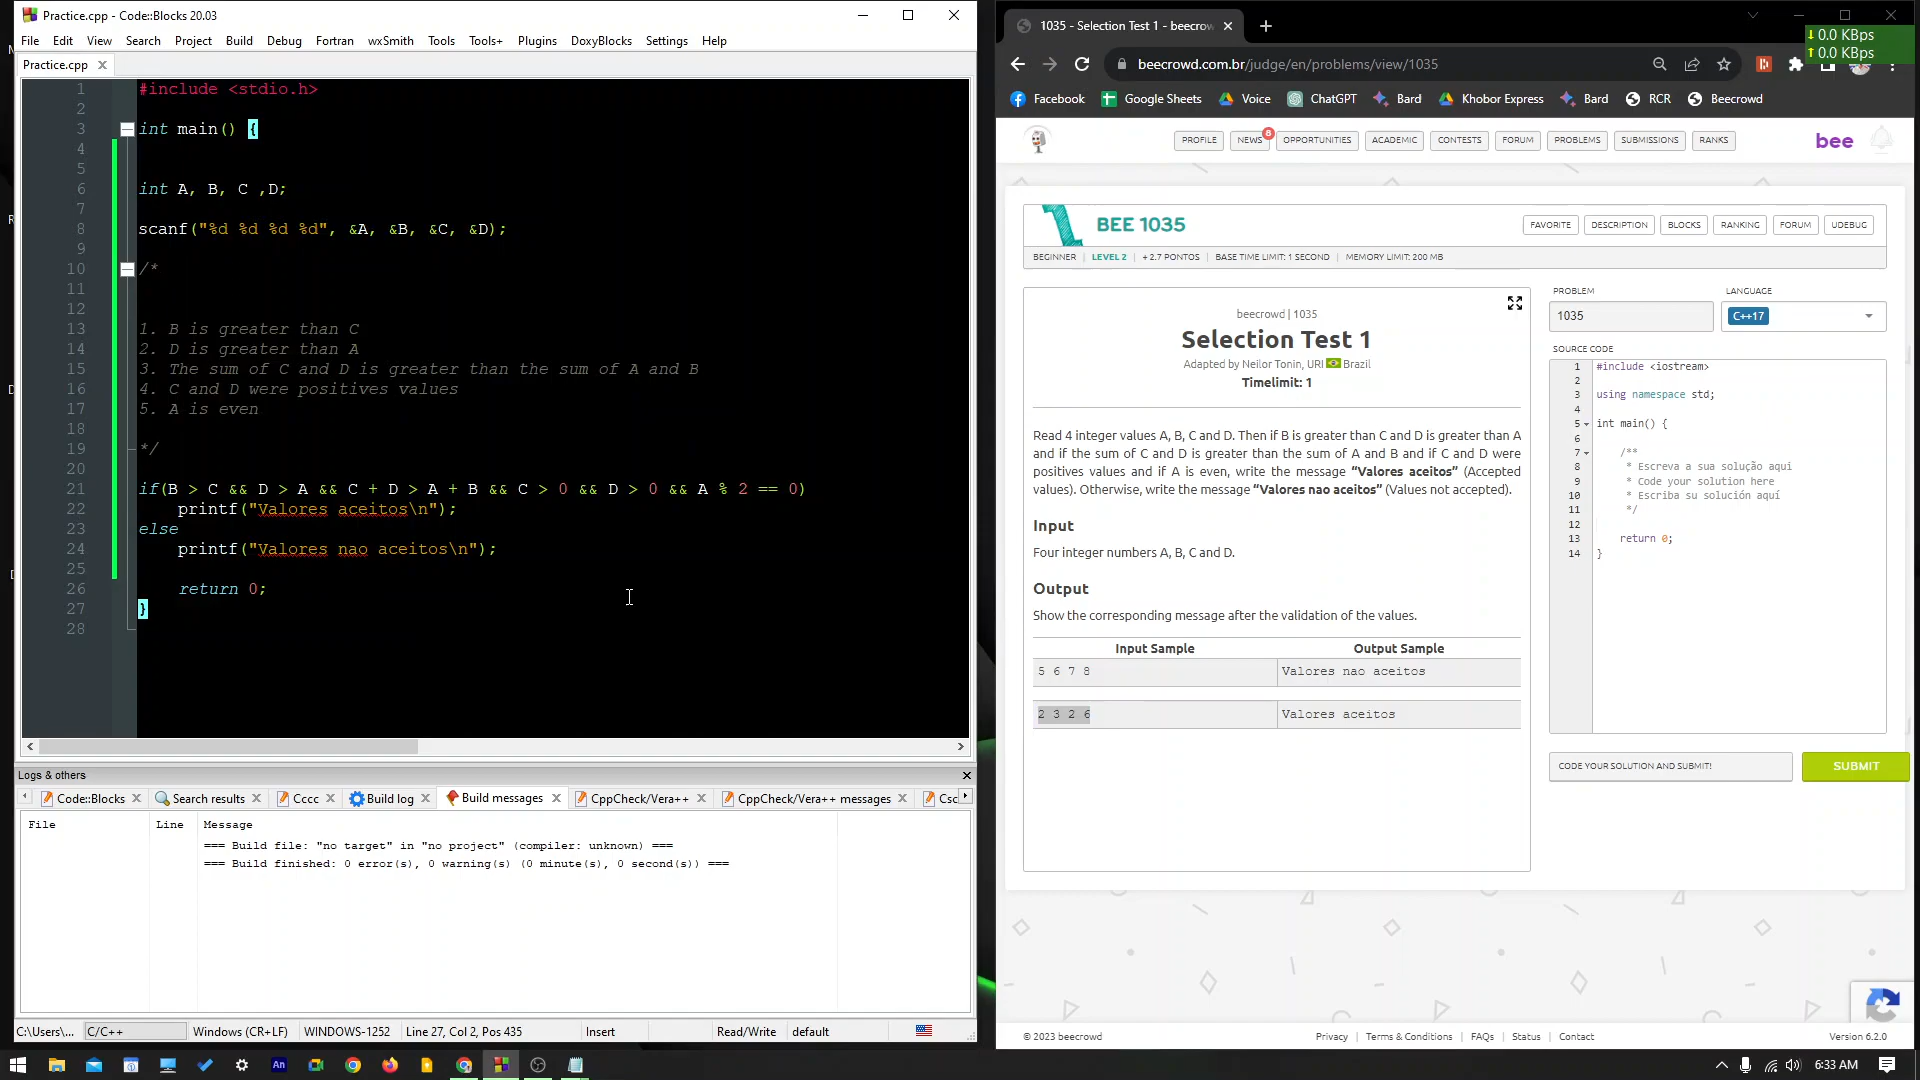 Practice.cpp - Code::Blocks 20.03
File Edit View Search Project Build Debug Fortran wxSmith Tools Tools+ Plugins DoxyBlocks Settings Help
Practice.cpp
1 #include <stdio.h>
2
3 int main() {
4
5
6 int A, B, C ,D;
7
8 scanf("%d %d %d %d", &A, &B, &C, &D);
9
10 /*
11
12
13 1. B is greater than C
14 2. D is greater than A
15 3. The sum of C and D is greater than the sum of A and B
16 4. C and D were positives values
17 5. A is even
18
19 */
20
21 if(B > C && D > A && C + D > A + B && C > 0 && D > 0 && A % 2 == 0)
22 printf("Valores aceitos\n");
23 else
24 printf("Valores nao aceitos\n");
25
26 return 0;
27 }
28
Logs & others
Code::Blocks Search results Cccc Build log Build messages CppCheck/Vera++ CppCheck/Vera++ messages Csc
File Line Message
=== Build file: "no target" in "no project" (compiler: unknown) ===
=== Build finished: 0 error(s), 0 warning(s) (0 minute(s), 0 second(s)) ===
C:\Users\... C/C++ Windows (CR+LF) WINDOWS-1252 Line 27, Col 2, Pos 435 Insert Read/Write default
1035 - Selection Test 1 - beecrow
0.0 KBps
0.0 KBps
beecrowd.com.br/judge/en/problems/view/1035
Facebook Google Sheets Voice ChatGPT Bard Khobor Express Bard RCR Beecrowd
PROFILE NEWS 8 OPPORTUNITIES ACADEMIC CONTESTS FORUM PROBLEMS SUBMISSIONS RANKS bee
BEE 1035
FAVORITE DESCRIPTION BLOCKS RANKING FORUM UDEBUG
BEGINNER LEVEL 2 + 2.7 PONTOS BASE TIME LIMIT: 1 SECOND MEMORY LIMIT: 200 MB
beecrowd | 1035
Selection Test 1
Adapted by Neilor Tonin, URI Brazil
Timelimit: 1
Read 4 integer values A, B, C and D. Then if B is greater than C and D is greater than A
and if the sum of C and D is greater than the sum of A and B and if C and D were
positives values and if A is even, write the message “Valores aceitos” (Accepted
values). Otherwise, write the message “Valores nao aceitos” (Values not accepted).
Input
Four integer numbers A, B, C and D.
Output
Show the corresponding message after the validation of the values.
Input Sample Output Sample
5 6 7 8 Valores nao aceitos
2 3 2 6 Valores aceitos
PROBLEM LANGUAGE
1035 C++17
SOURCE CODE
1 #include <iostream>
2
3 using namespace std;
4
5 int main() {
6
7 /**
8 * Escreva a sua solução aqui
9 * Code your solution here
10 * Escriba su solución aquí
11 */
12
13 return 0;
14 }
CODE YOUR SOLUTION AND SUBMIT! SUBMIT
© 2023 beecrowd Privacy | Terms & Conditions | FAQs | Status | Contact Version 6.2.0
An 6:33 AM